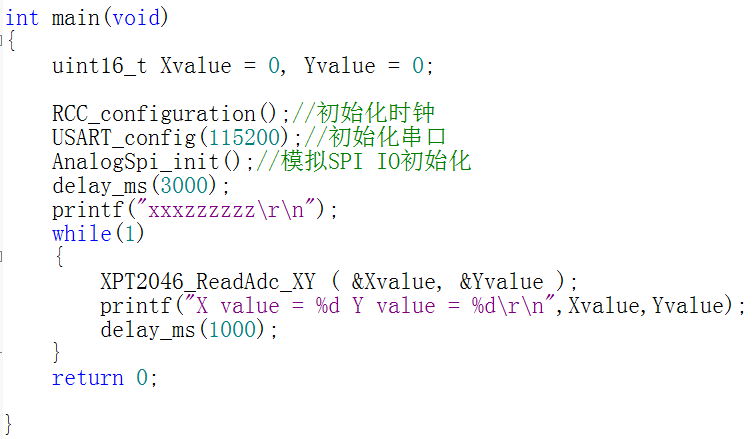 int main(void)
{
    uint16_t Xvalue = 0, Yvalue = 0;

    RCC_configuration();//初始化时钟
    USART_config(115200);//初始化串口
    AnalogSpi_init();//模拟SPI IO初始化
    delay_ms(3000);
    printf("xxxzzzzzz\r\n");
    while(1)
    {
        XPT2046_ReadAdc_XY ( &Xvalue, &Yvalue );
        printf("X value = %d Y value = %d\r\n",Xvalue,Yvalue);
        delay_ms(1000);
    }
    return 0;

}